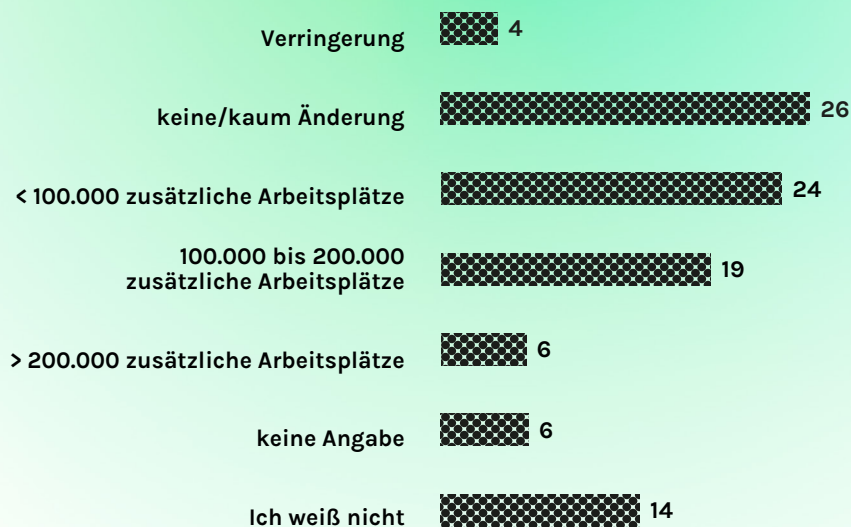 Verringerung 4
keine/kaum Änderung 26
< 100.000 zusätzliche Arbeitsplätze 24
100.000 bis 200.000
zusätzliche Arbeitsplätze 19
> 200.000 zusätzliche Arbeitsplätze 6
keine Angabe 6
Ich weiß nicht 14